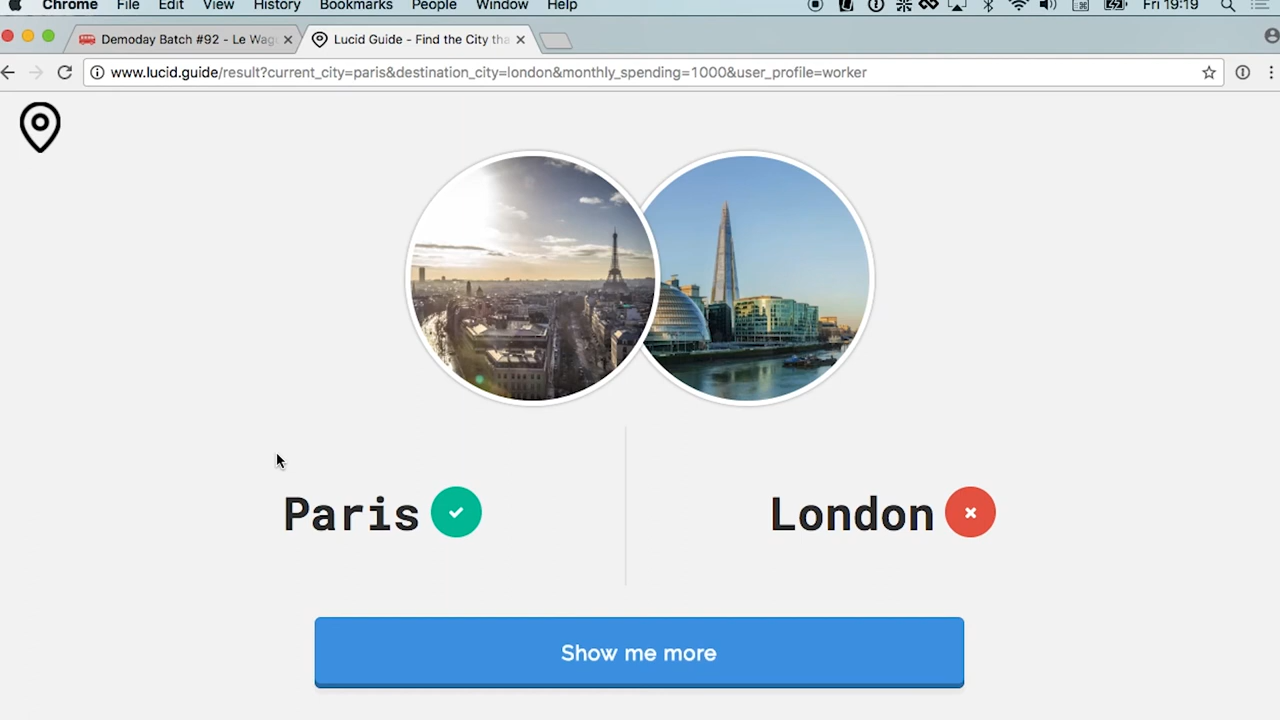 Chrome File Edit View History Bookmarks People Window Help Fri 19:19
Demoday Batch #92 - Le Wag
Lucid Guide - Find the City tha
www.lucid.guide/result?current_city=paris&destination_city=london&monthly_spending=1000&user_profile=worker
Paris
London
Show me more